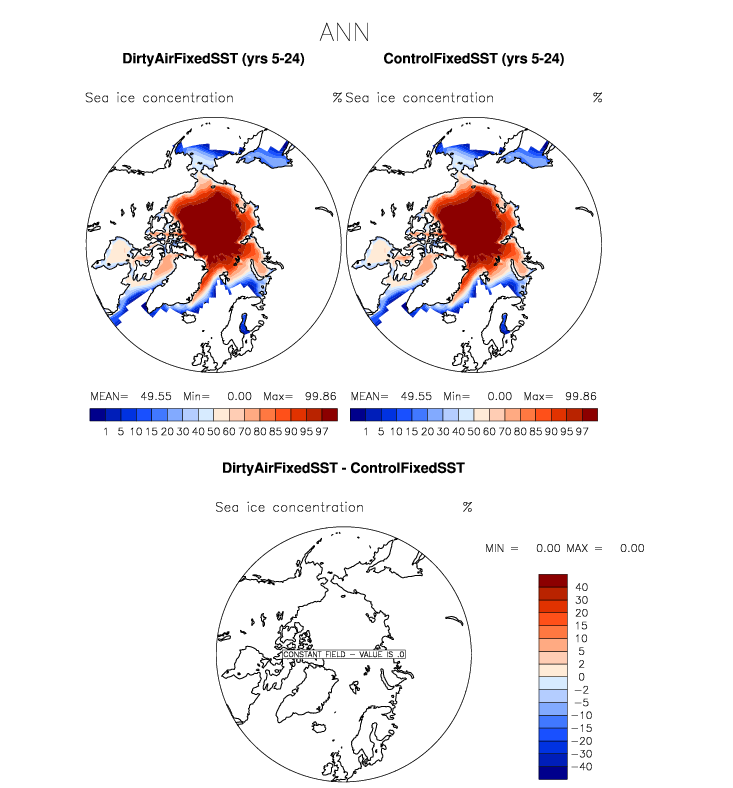 ANN
DirtyAirFixedSST (yrs 5-24) ControlFixedSST (yrs 5-24)
Sea ice concentration % Sea ice concentration %
MEAN= 49.55 Min= 0.00 Max= 99.86 MEAN= 49.55 Min= 0.00 Max= 99.86
1 5 10 15 20 30 40 50 60 70 80 85 90 95 97 1 5 10 15 20 30 40 50 60 70 80 85 90 95 97
DirtyAirFixedSST - ControlFixedSST
Sea ice concentration %
MIN = 0.00 MAX = 0.00
40
30
20
15
10
5
2
0
-2
-5
-10
-15
-20
-30
-40
CONSTANT FIELD - VALUE IS .0